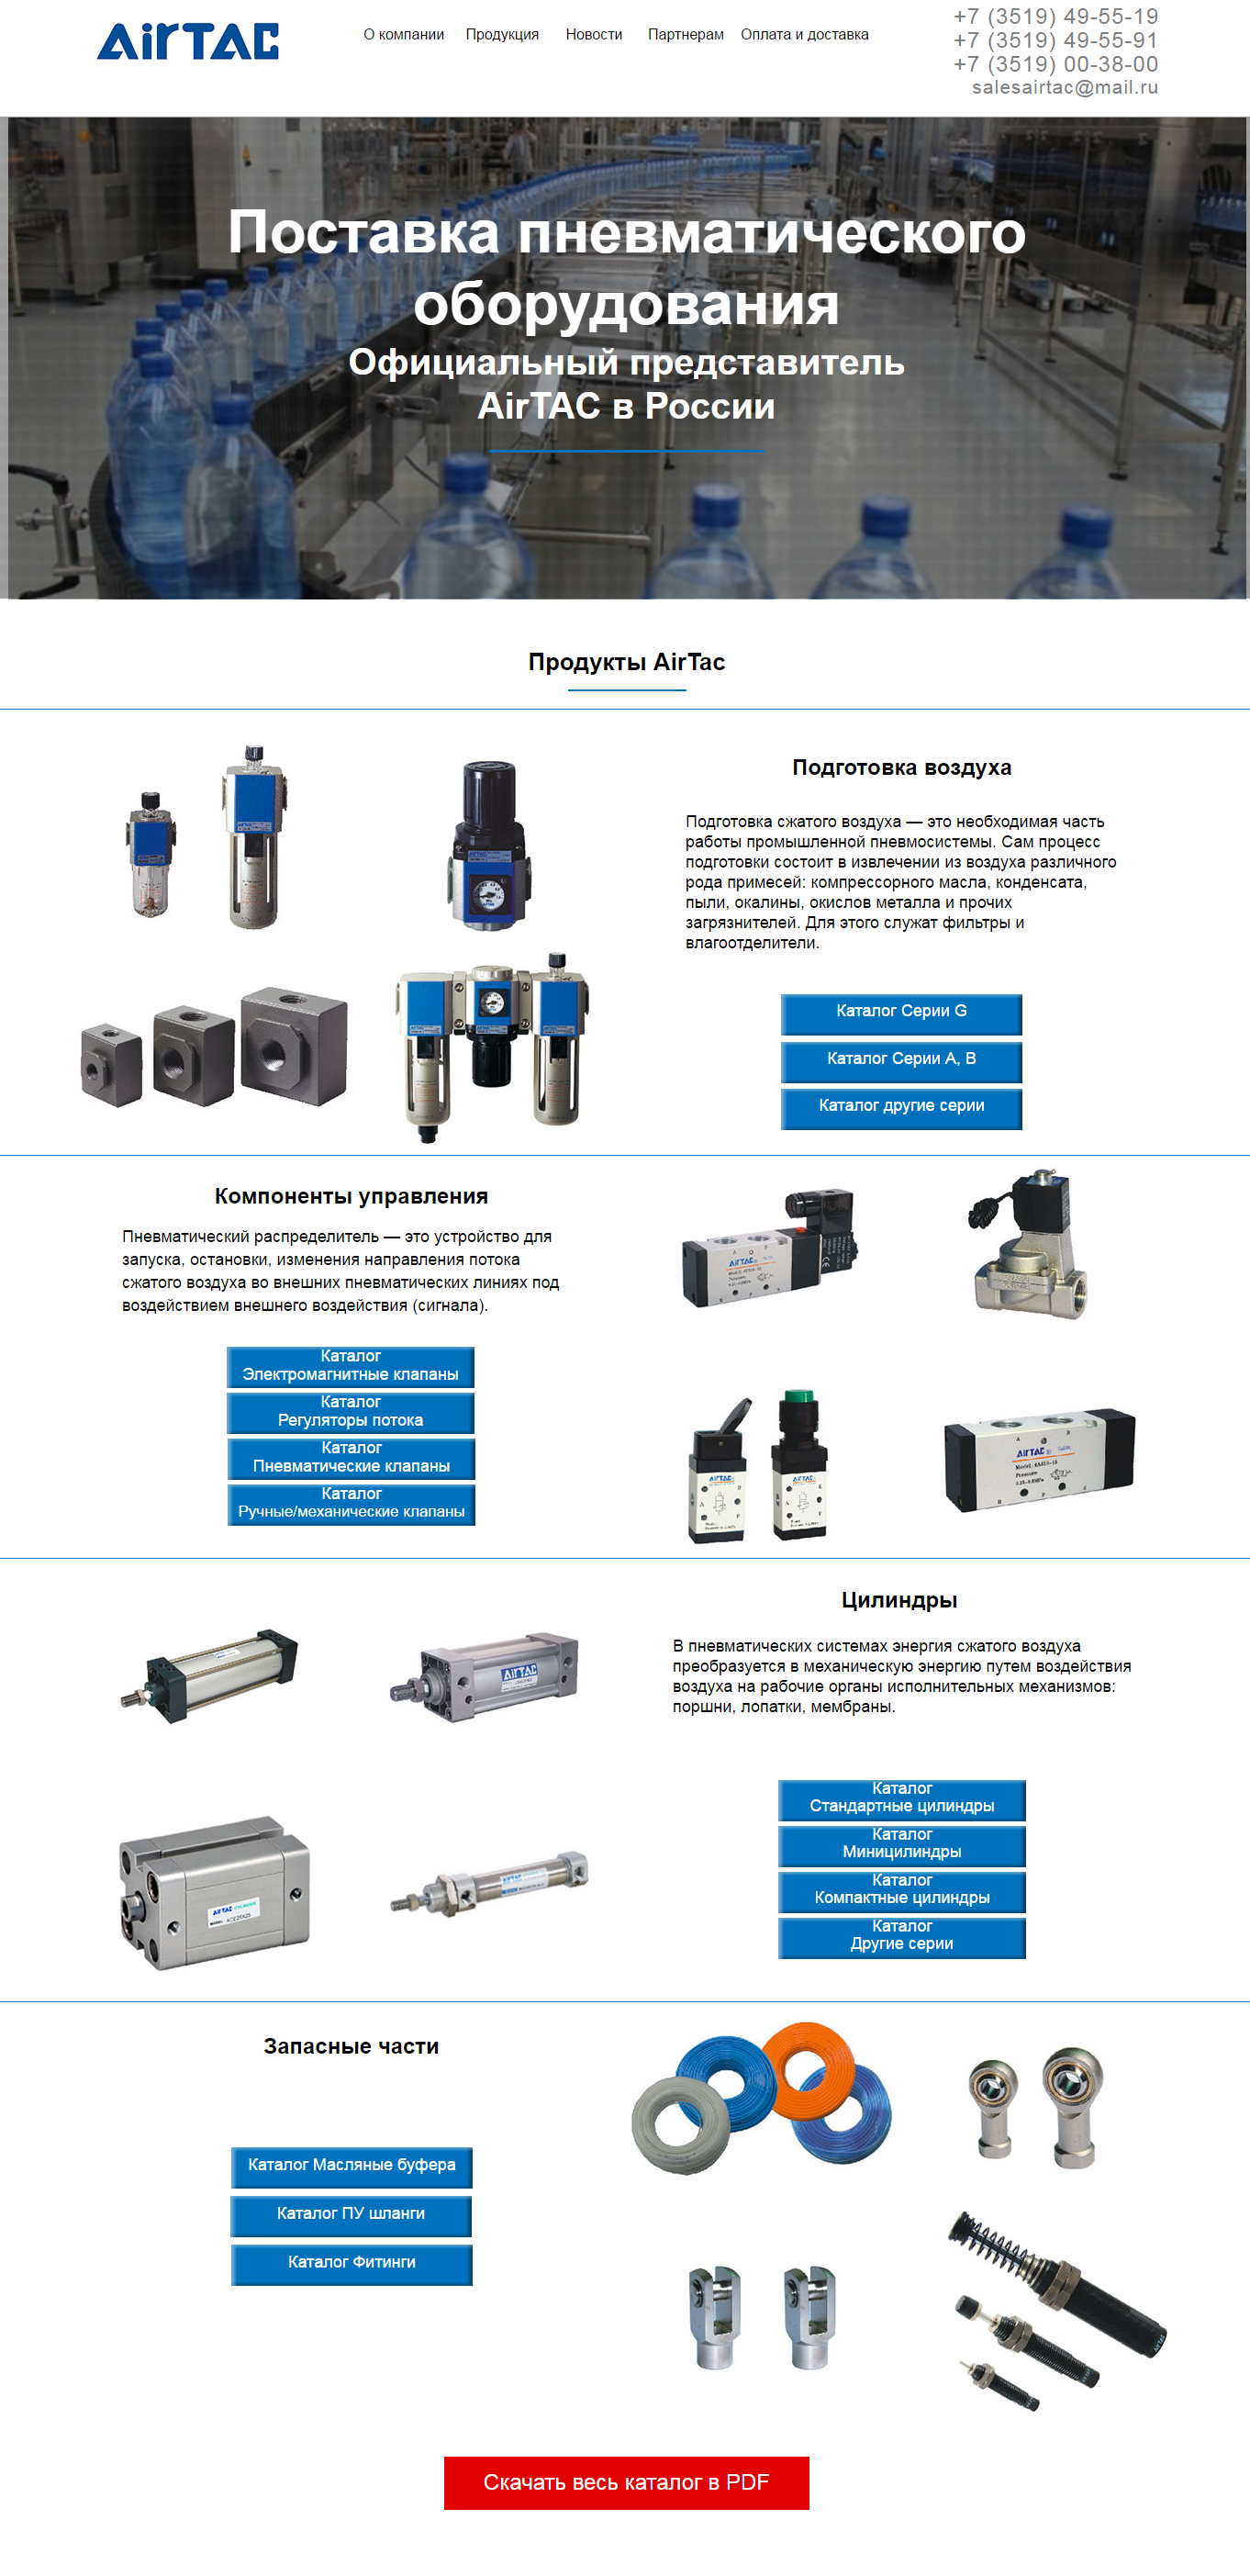 AirTAC
О компании Продукция Новости Партнерам Оплата и доставка
+7 (3519) 49-55-19
+7 (3519) 49-55-91
+7 (3519) 00-38-00
salesairtac@mail.ru
Поставка пневматического
оборудования
Официальный представитель
AirTAC в России
Продукты AirTac
Подготовка воздуха
Подготовка сжатого воздуха — это необходимая часть
работы промышленной пневмосистемы. Сам процесс
подготовки состоит в извлечении из воздуха различного
рода примесей: компрессорного масла, конденсата,
пыли, окалины, окислов металла и прочих
загрязнителей. Для этого служат фильтры и
влагоотделители.
Каталог Серии G
Каталог Серии А, В
Каталог другие серии
Компоненты управления
Пневматический распределитель — это устройство для
запуска, остановки, изменения направления потока
сжатого воздуха во внешних пневматических линиях под
воздействием внешнего воздействия (сигнала).
Каталог
Электромагнитные клапаны
Каталог
Регуляторы потока
Каталог
Пневматические клапаны
Каталог
Ручные/механические клапаны
AirTAC
AirTAC
AirTAC
AirTAC
Цилиндры
В пневматических системах энергия сжатого воздуха
преобразуется в механическую энергию путем воздействия
воздуха на рабочие органы исполнительных механизмов:
поршни, лопатки, мембраны.
AirTAC
AirTAC
AirTAC
Каталог
Стандартные цилиндры
Каталог
Миницилиндры
Каталог
Компактные цилиндры
Каталог
Другие серии
Запасные части
Каталог Масляные буфера
Каталог ПУ шланги
Каталог Фитинги
Скачать весь каталог в PDF